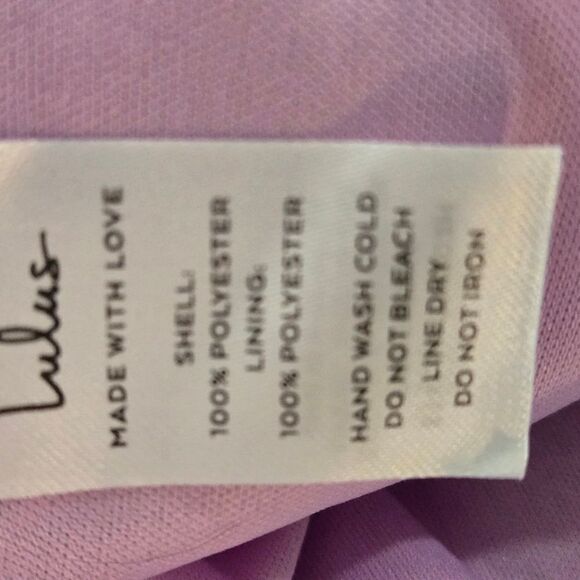 Lulus
MADE WITH LOVE
SHELL:
100% POLYESTER
LINING:
100% POLYESTER
HAND WASH COLD
DO NOT BLEACH
LINE DRY
DO NOT IRON